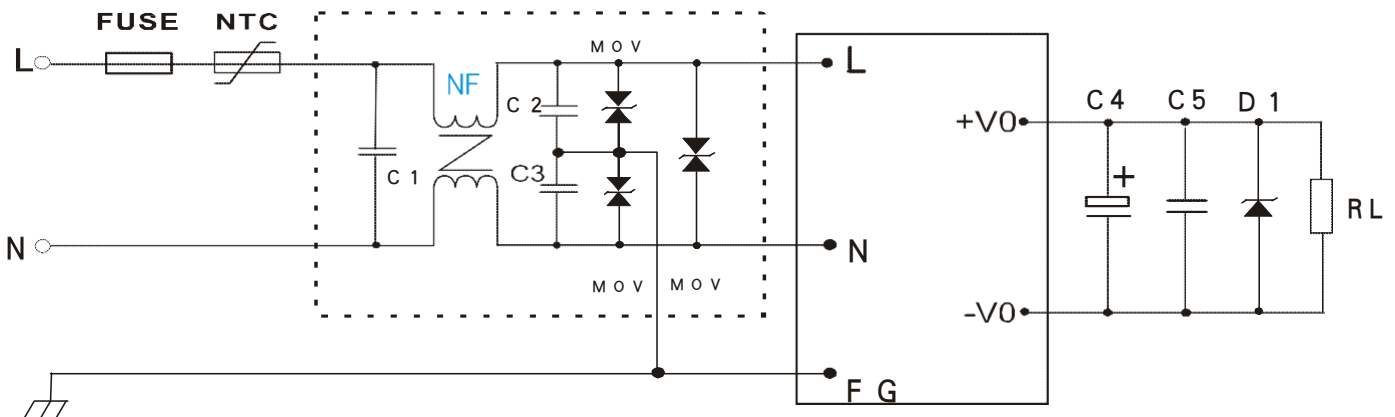 FUSE NTC
MOV
L
L
NF
C2
C4 C5 D1
+V0
C1
C3
+
RL
N
N
MOV MOV
-V0
FG